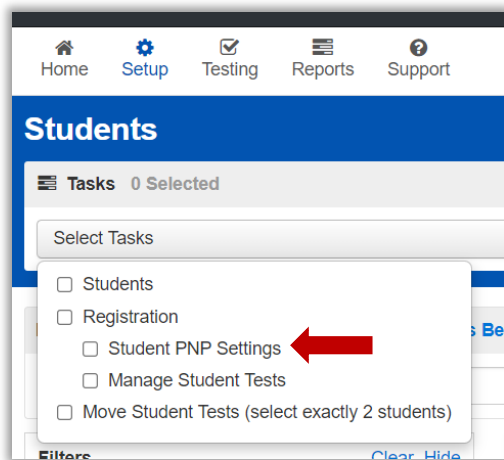 Home Setup Testing Reports Support
Students
Tasks 0 Selected
Select Tasks
Students
Registration
Student PNP Settings
Manage Student Tests
Move Student Tests (select exactly 2 students)
Filters Clear Hide